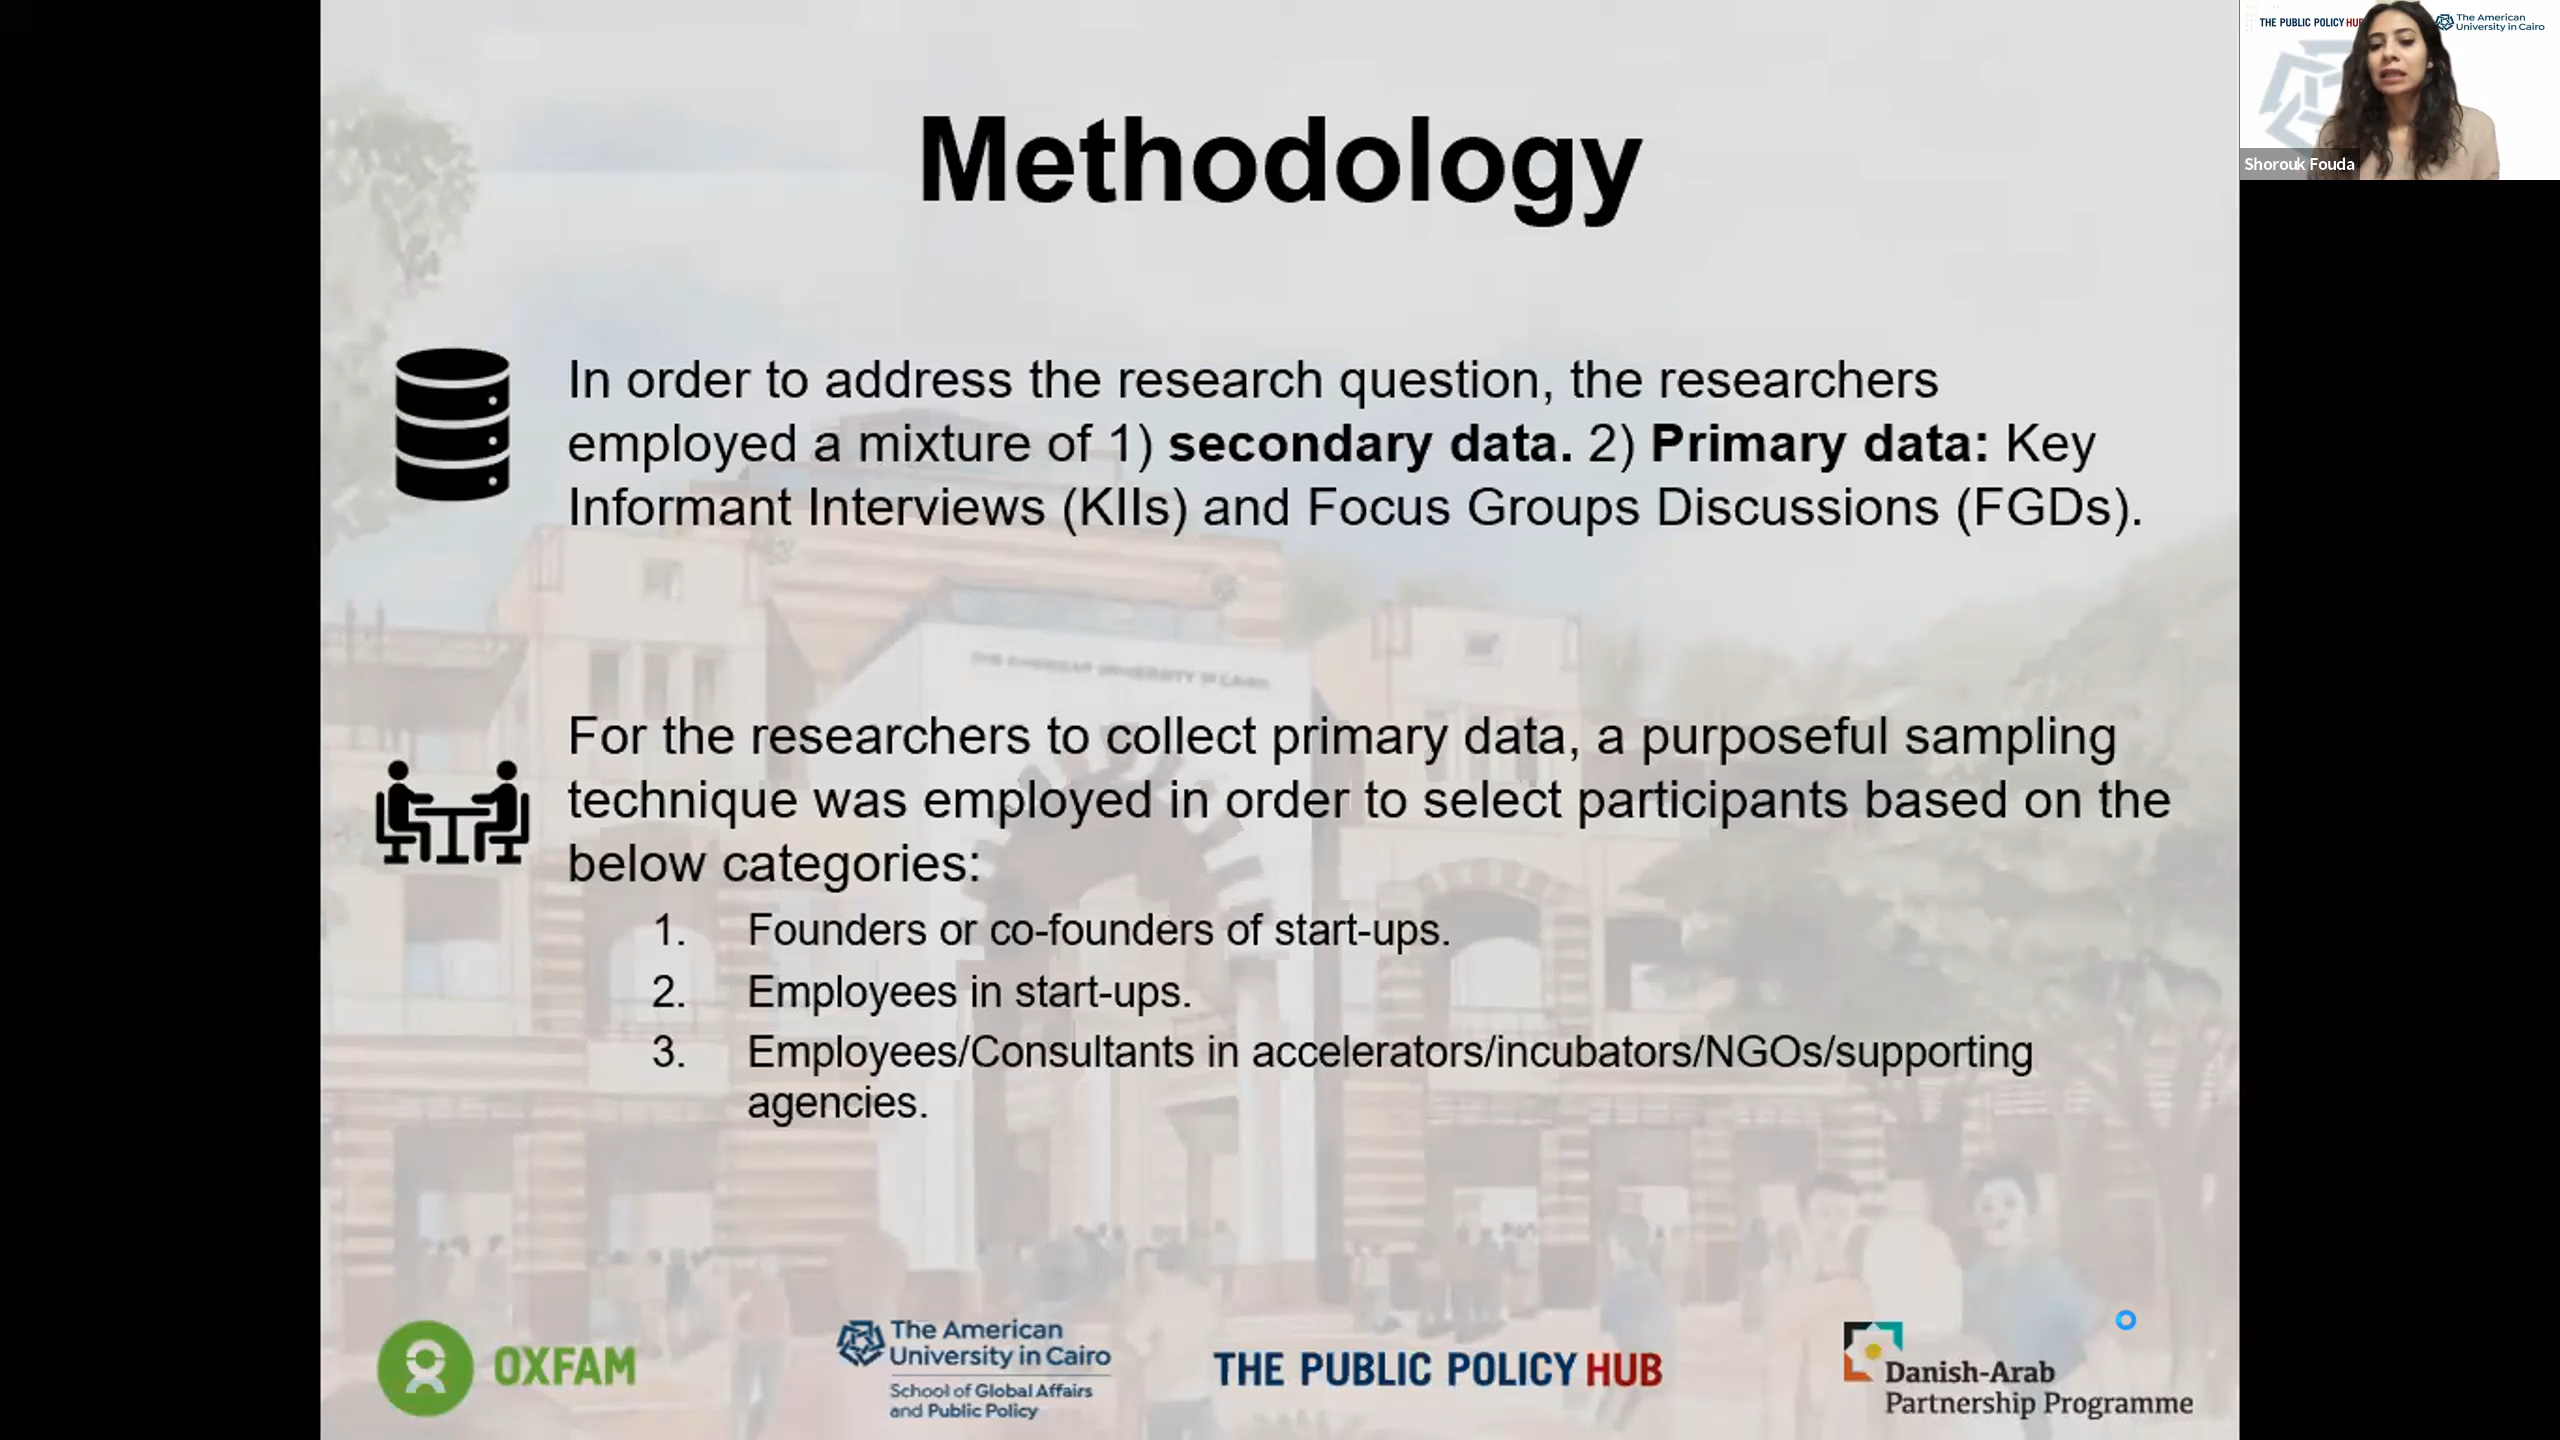 Methodology
In order to address the research question, the researchers
employed a mixture of 1) secondary data. 2) Primary data: Key
Informant Interviews (KIIs) and Focus Groups Discussions (FGDs).
For the researchers to collect primary data, a purposeful sampling
technique was employed in order to select participants based on the
below categories:
1. Founders or co-founders of start-ups.
2. Employees in start-ups.
3. Employees/Consultants in accelerators/incubators/NGOs/supporting
agencies.
THE AMERICAN UNIVERSITY IN CAIRO
OXFAM
The American
University in Cairo
School of Global Affairs
and Public Policy
THE PUBLIC POLICY HUB
Danish-Arab
Partnership Programme
THE PUBLIC POLICY
The American
University in Cairo
Shorouk Fouda